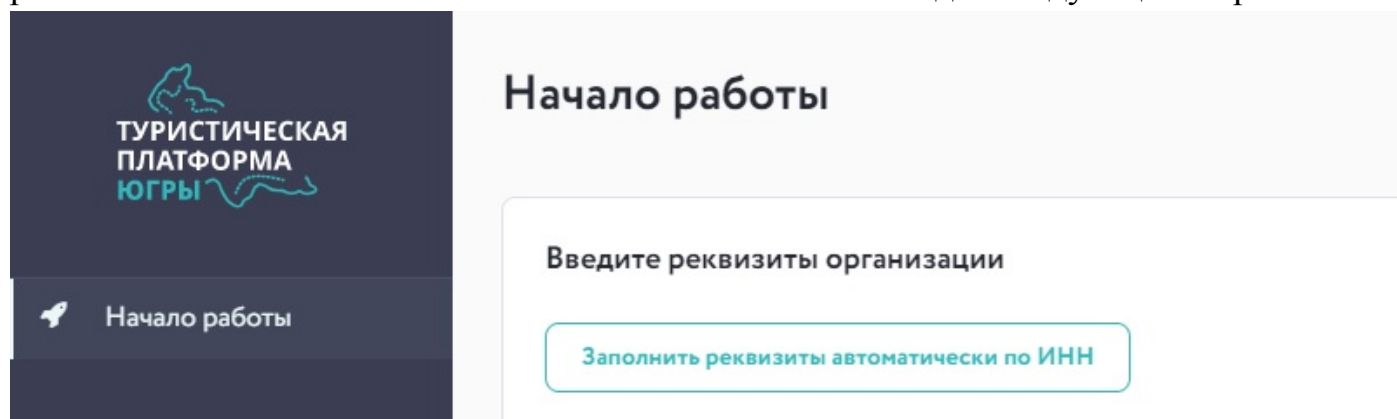 Начало работы
ТУРИСТИЧЕСКАЯ
ПЛАТФОРМА
ЮГРЫ
Введите реквизиты организации
Начало работы
Заполнить реквизиты автоматически по ИНН